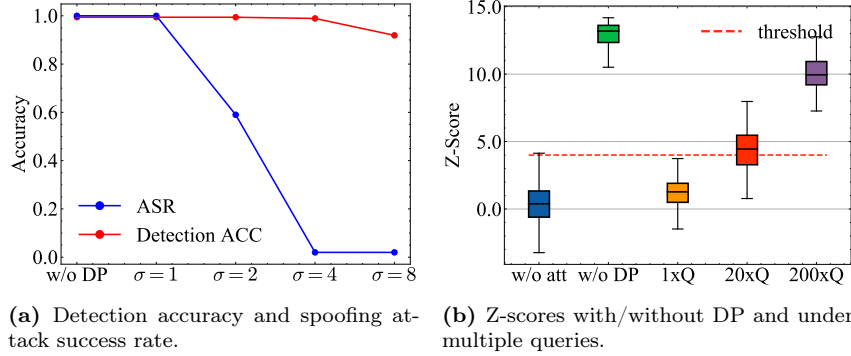 1.0
0.8
0.6
0.4
0.2
0.0
Accuracy
ASR
Detection ACC
w/o DP σ = 1 σ = 2 σ = 4 σ = 8
(a) Detection accuracy and spoofing at-
tack success rate.
15.0
10.0
5.0
0.0
Z-Score
threshold
w/o att w/o DP 1xQ 20xQ 200xQ
(b) Z-scores with/without DP and under
multiple queries.